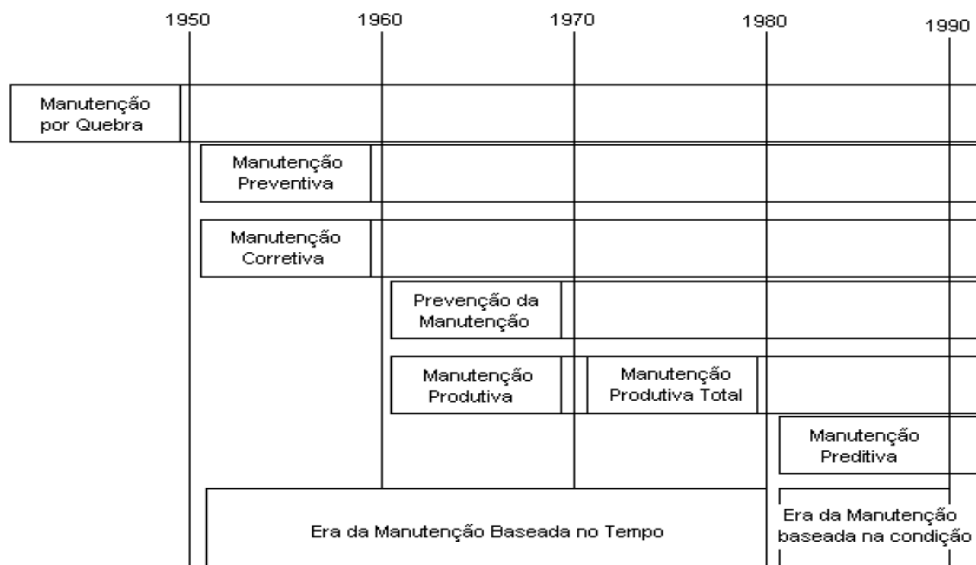 1950 1960 1970 1980 1990
Manutenção
por Quebra
Manutenção
Preventiva
Manutenção
Corretiva
Prevenção da
Manutenção
Manutenção
Produtiva
Manutenção
Produtiva Total
Manutenção
Preditiva
Era da Manutenção Baseada no Tempo
Era da Manutenção
baseada na condição